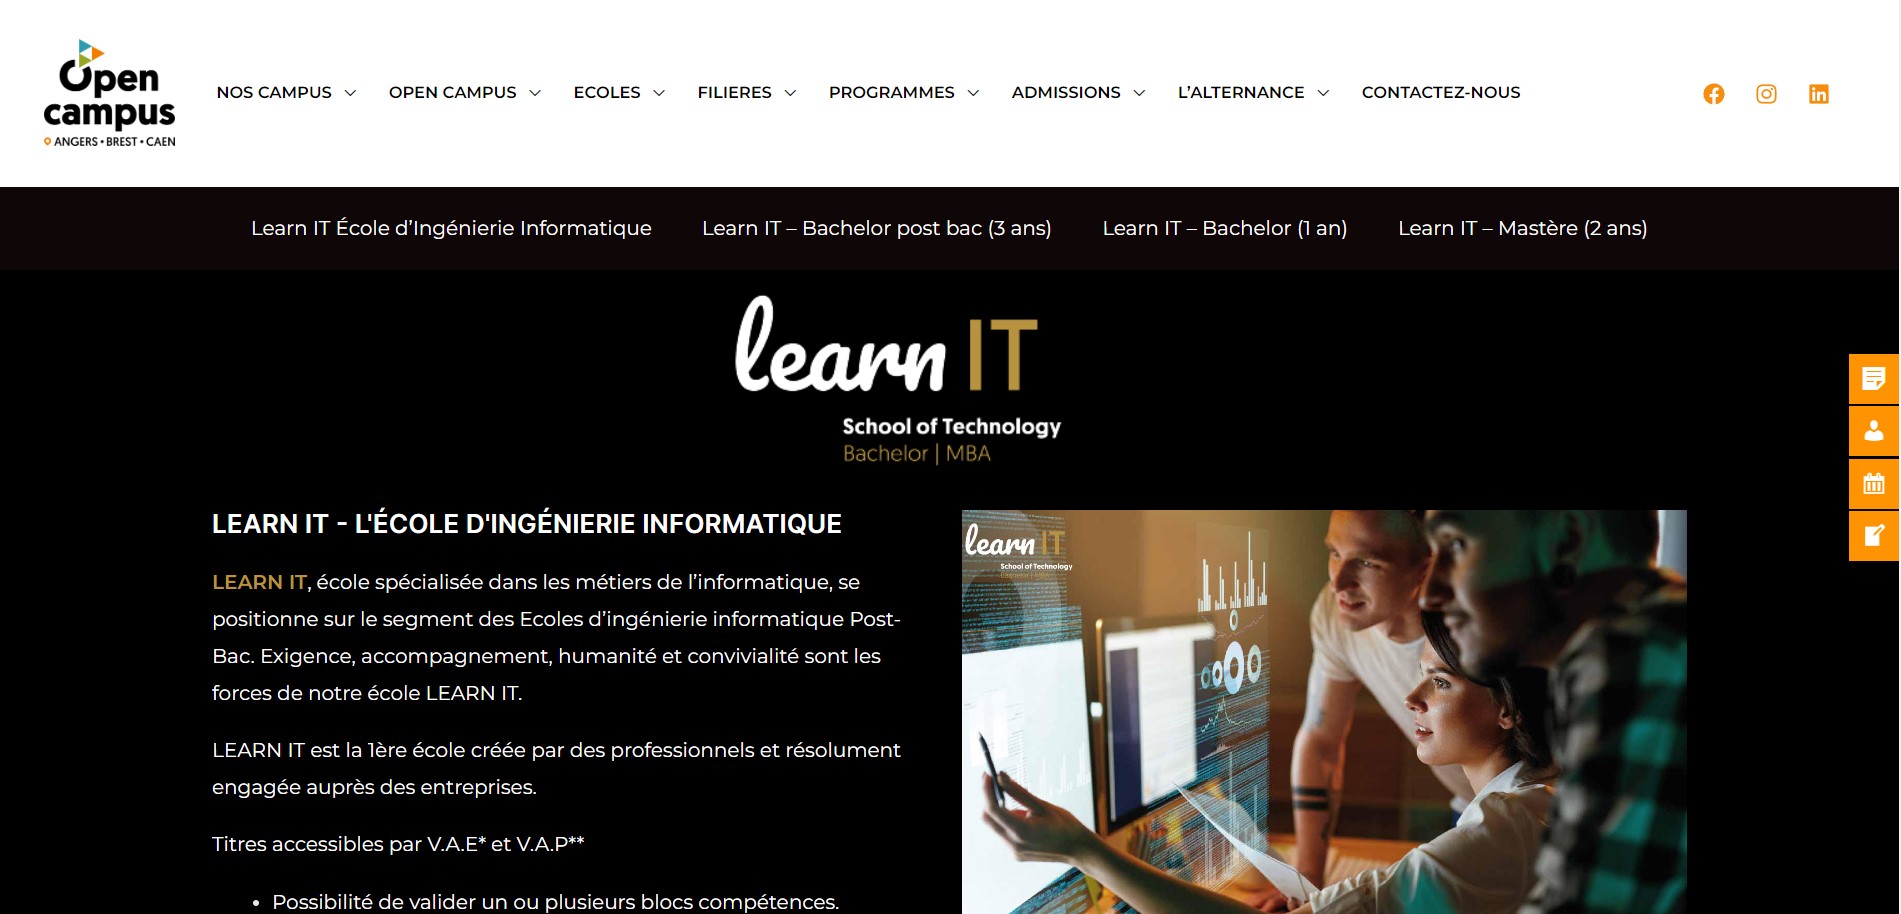 Open
campus
ANGERS • BREST • CAEN
NOS CAMPUS
OPEN CAMPUS
ECOLES
FILIERES
PROGRAMMES
ADMISSIONS
L’ALTERNANCE
CONTACTEZ-NOUS
Learn IT École d’Ingénierie Informatique
Learn IT – Bachelor post bac (3 ans)
Learn IT – Bachelor (1 an)
Learn IT – Mastère (2 ans)
learn IT
School of Technology
Bachelor | MBA
LEARN IT - L'ÉCOLE D'INGÉNIERIE INFORMATIQUE
LEARN IT, école spécialisée dans les métiers de l’informatique, se
positionne sur le segment des Ecoles d’ingénierie informatique Post-
Bac. Exigence, accompagnement, humanité et convivialité sont les
forces de notre école LEARN IT.
LEARN IT est la 1ère école créée par des professionnels et résolument
engagée auprès des entreprises.
Titres accessibles par V.A.E* et V.A.P**
• Possibilité de valider un ou plusieurs blocs compétences.
learn IT
School of Technology
Bachelor | MBA